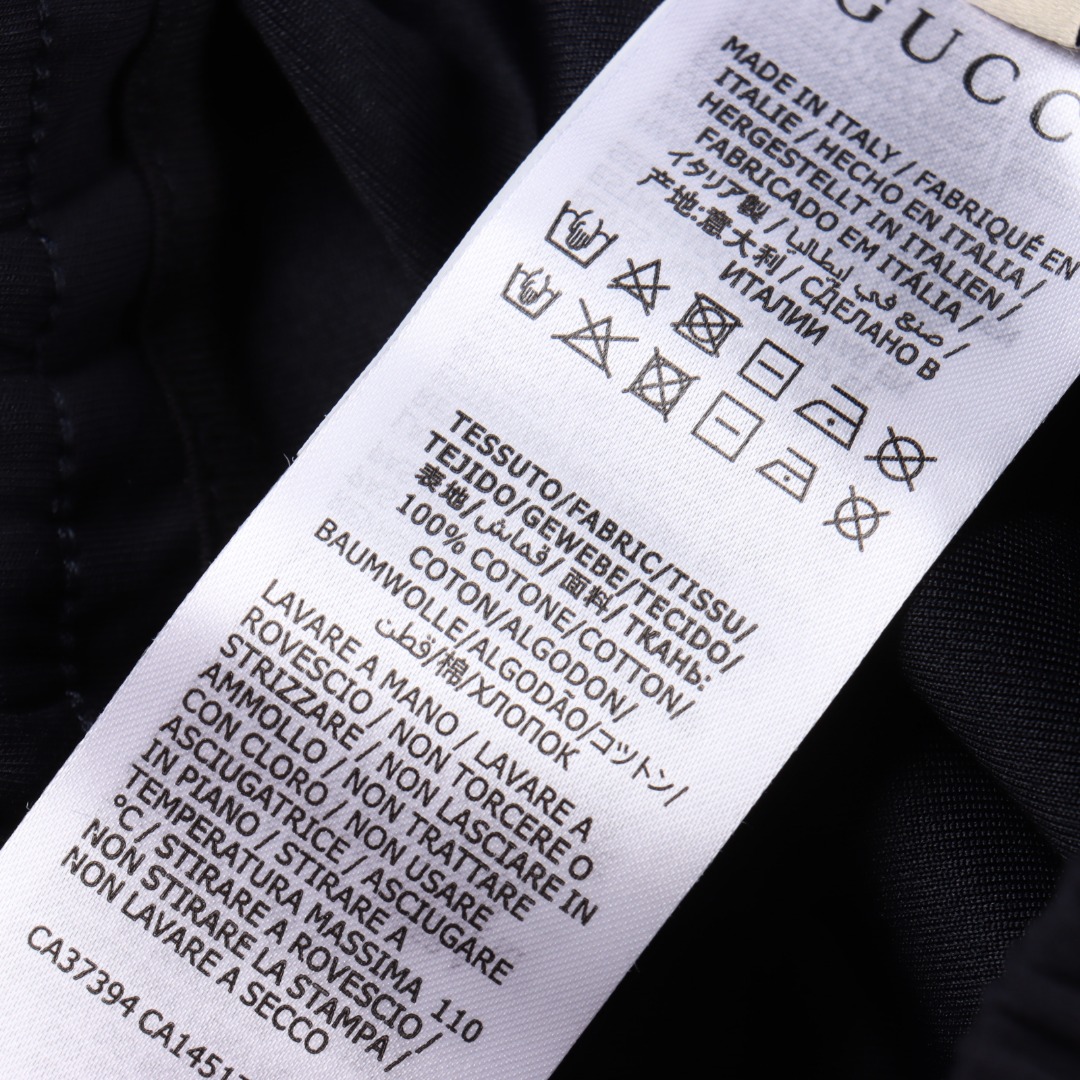 GUCC
MADE IN ITALY / FABRIQUÉ EN
ITALIE / HECHO EN ITALIA /
HERGESTELLT IN ITALIEN /
FABRICADO EM ITÁLIA /
イタリア製 / صنع في إيطاليا /
产地:意大利 / СДЕЛАНО В
ИТАЛИИ
TESSUTO/FABRIC/TISSU/
TEJIDO/GEWEBE/TECIDO/
表地/قماش/ 面料/ ТКАНЬ:
100% COTONE/COTTON/
COTON/ALGODON/
BAUMWOLLE/ALGODÃO/コットン/
قطن/棉/ХЛОПОК
LAVARE A MANO / LAVARE A
ROVESCIO / NON TORCERE O
STRIZZARE / NON LASCIARE IN
AMMOLLO / NON TRATTARE
CON CLORO / NON USARE
ASCIUGATRICE / ASCIUGARE
IN PIANO / STIRARE A
TEMPERATURA MASSIMA 110
°C / STIRARE A ROVESCIO /
NON STIRARE LA STAMPA /
NON LAVARE A SECCO
CA37394 CA1451